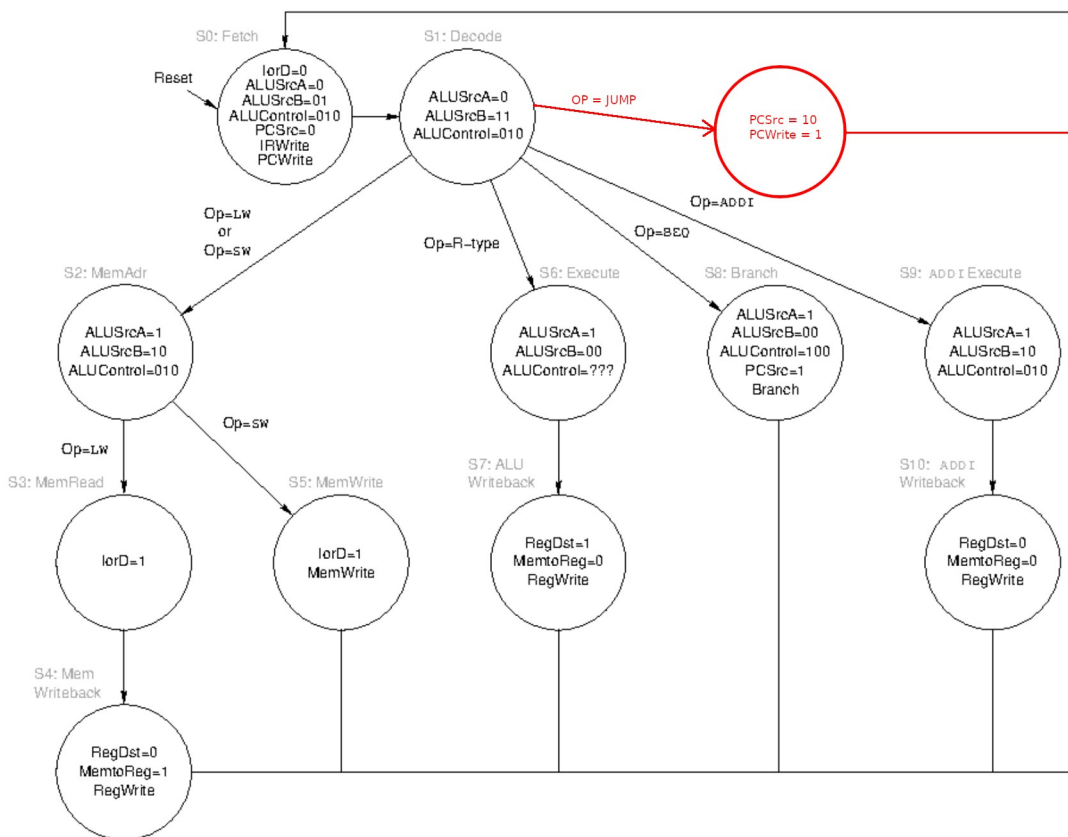 S0: Fetch
S1: Decode
Reset
IorD=0
ALUSrcA=0
ALUSrcB=01
ALUControl=010
PCSrc=0
IRWrite
PCWrite
ALUSrcA=0
ALUSrcB=11
ALUControl=010
OP = JUMP
PCSrc = 10
PCWrite = 1
Op=LW
or
Op=SW
Op=R-type
Op=BEQ
Op=ADDI
S2: MemAdr
S6: Execute
S8: Branch
S9: ADDI Execute
ALUSrcA=1
ALUSrcB=10
ALUControl=010
ALUSrcA=1
ALUSrcB=00
ALUControl=???
ALUSrcA=1
ALUSrcB=00
ALUControl=100
PCSrc=1
Branch
ALUSrcA=1
ALUSrcB=10
ALUControl=010
Op=LW
Op=SW
S3: MemRead
S5: MemWrite
S7: ALU
Writeback
S10: ADDI
Writeback
IorD=1
IorD=1
MemWrite
RegDst=1
MemtoReg=0
RegWrite
RegDst=0
MemtoReg=0
RegWrite
S4: Mem
Writeback
RegDst=0
MemtoReg=1
RegWrite